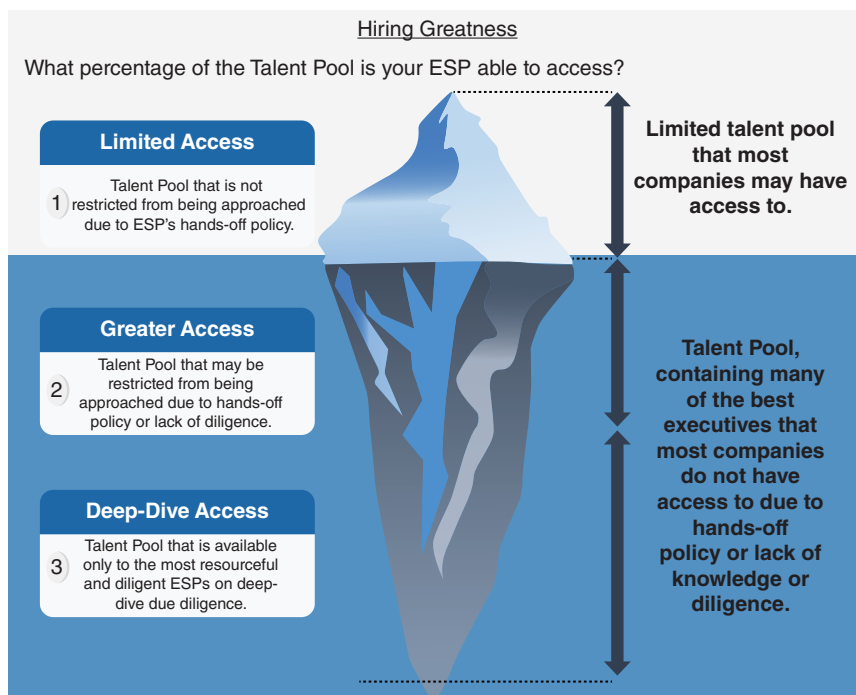 Hiring Greatness
What percentage of the Talent Pool is your ESP able to access?
Limited Access
1
Talent Pool that is not
restricted from being approached
due to ESP's hands-off policy.
Limited talent pool
that most
companies may have
access to.
Greater Access
2
Talent Pool that may be
restricted from being
approached due to hands-off
policy or lack of diligence.
Deep-Dive Access
3
Talent Pool that is available
only to the most resourceful
and diligent ESPs on deep-
dive due diligence.
Talent Pool,
containing many
of the best
executives that
most companies
do not have
access to due to
hands-off
policy or lack of
knowledge or
diligence.